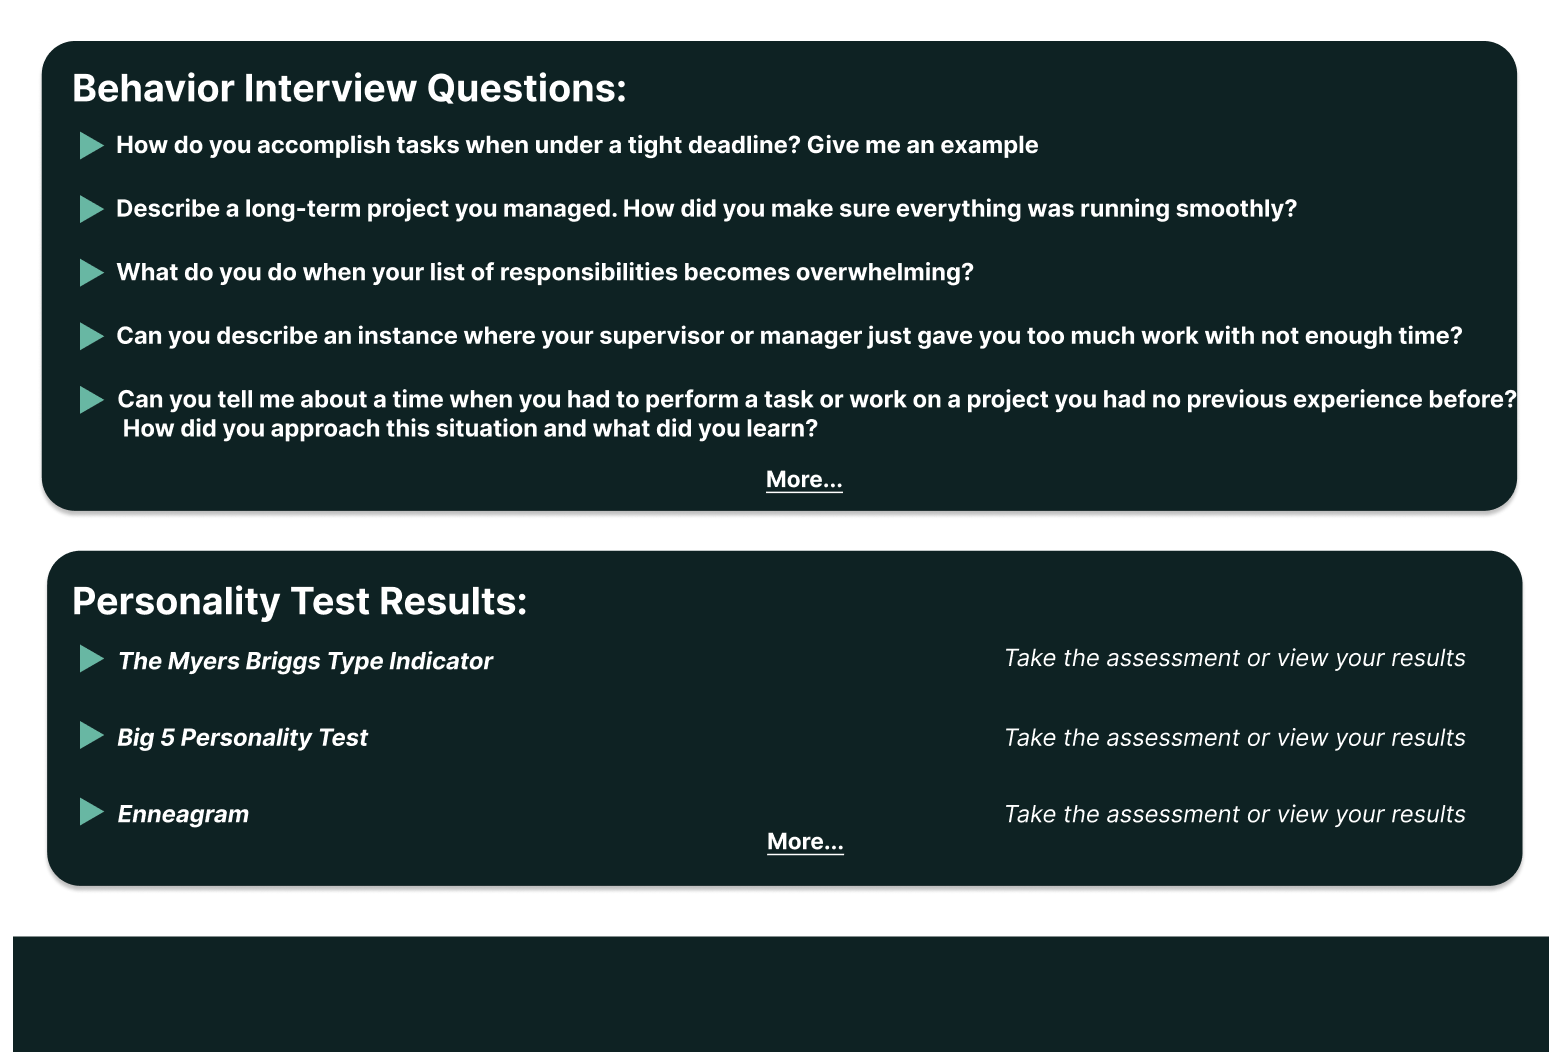 Behavior Interview Questions:
How do you accomplish tasks when under a tight deadline? Give me an example
Describe a long-term project you managed. How did you make sure everything was running smoothly?
What do you do when your list of responsibilities becomes overwhelming?
Can you describe an instance where your supervisor or manager just gave you too much work with not enough time?
Can you tell me about a time when you had to perform a task or work on a project you had no previous experience before?
How did you approach this situation and what did you learn?
More...
Personality Test Results:
The Myers Briggs Type Indicator
Take the assessment or view your results
Big 5 Personality Test
Take the assessment or view your results
Enneagram
Take the assessment or view your results
More...